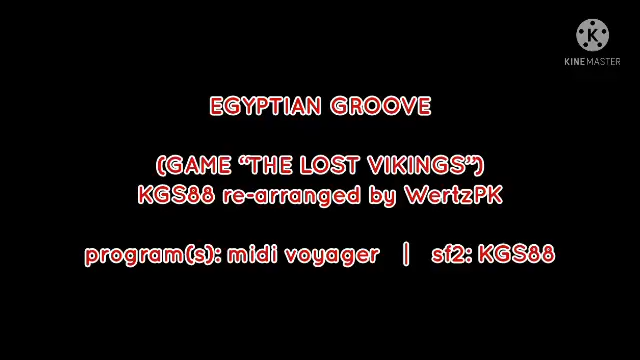 K
KINEMASTER
EGYPTIAN GROOVE
(GAME “THE LOST VIKINGS”)
KGS88 re-arranged by WertzPK
program(s): midi voyager | sf2: KGS88